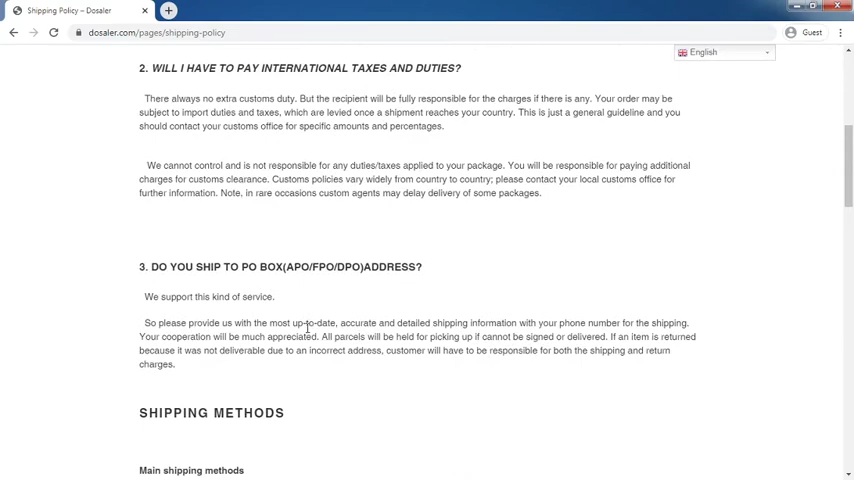 Shipping Policy – Dosaler
dosaler.com/pages/shipping-policy
Guest
English
2. WILL I HAVE TO PAY INTERNATIONAL TAXES AND DUTIES?
There always no extra customs duty. But the recipient will be fully responsible for the charges if there is any. Your order may be
subject to import duties and taxes, which are levied once a shipment reaches your country. This is just a general guideline and you
should contact your customs office for specific amounts and percentages.
We cannot control and is not responsible for any duties/taxes applied to your package. You will be responsible for paying additional
charges for customs clearance. Customs policies vary widely from country to country; please contact your local customs office for
further information. Note, in rare occasions custom agents may delay delivery of some packages.
3. DO YOU SHIP TO PO BOX(APO/FPO/DPO)ADDRESS?
We support this kind of service.
So please provide us with the most up-to-date, accurate and detailed shipping information with your phone number for the shipping.
Your cooperation will be much appreciated. All parcels will be held for picking up if cannot be signed or delivered. If an item is returned
because it was not deliverable due to an incorrect address, customer will have to be responsible for both the shipping and return
charges.
SHIPPING METHODS
Main shipping methods